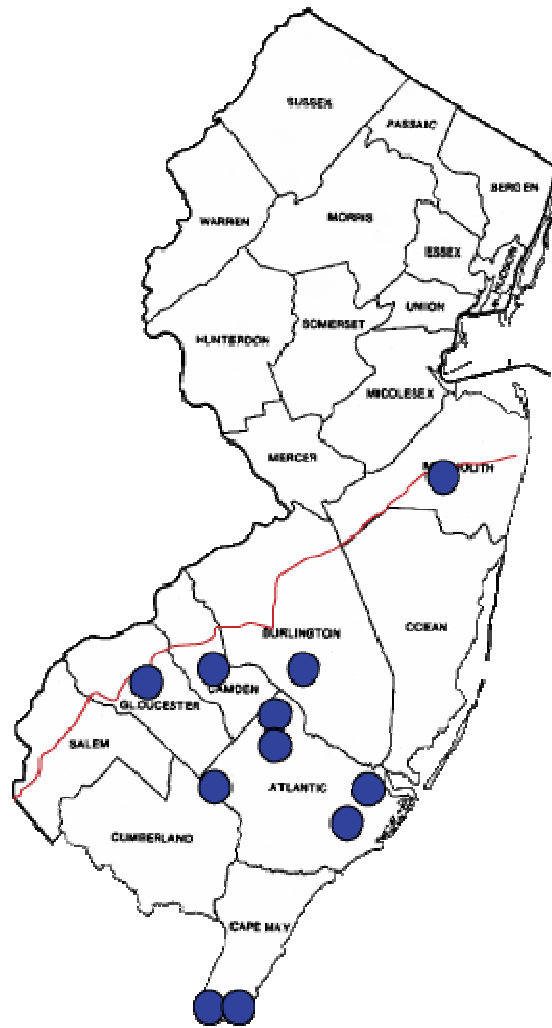 SUSSEX
PASSAIC
BERGEN
WARREN
MORRIS
ESSEX
HUDSON
UNION
SOMERSET
HUNTERDON
MIDDLESEX
MERCER
OCEAN
BURLINGTON
CAMDEN
GLOUCESTER
SALEM
ATLANTIC
CUMBERLAND
CAPE MAY